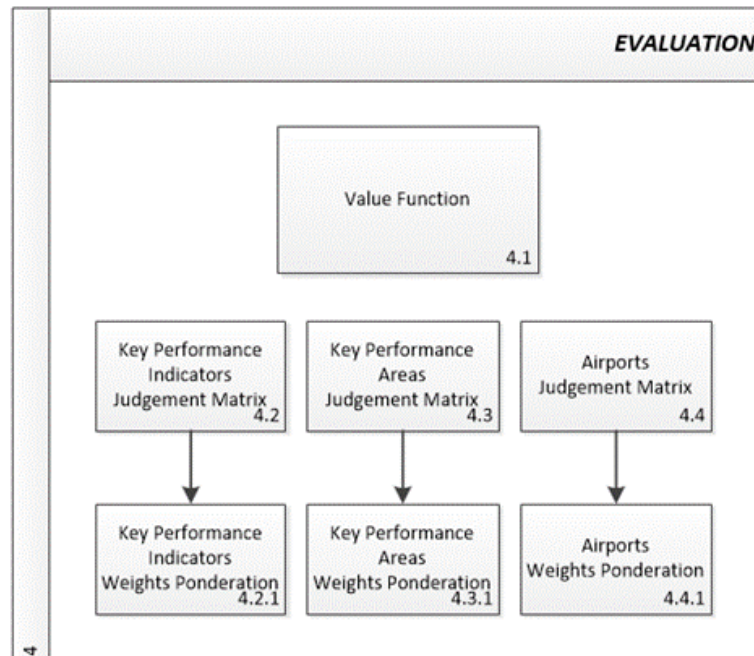 EVALUATION
Value Function
4.1
Key Performance
Indicators
Judgement Matrix
4.2
Key Performance
Areas
Judgement Matrix
4.3
Airports
Judgement Matrix
4.4
Key Performance
Indicators
Weights Ponderation
4.2.1
Key Performance
Areas
Weights Ponderation
4.3.1
Airports
Weights Ponderation
4.4.1
4